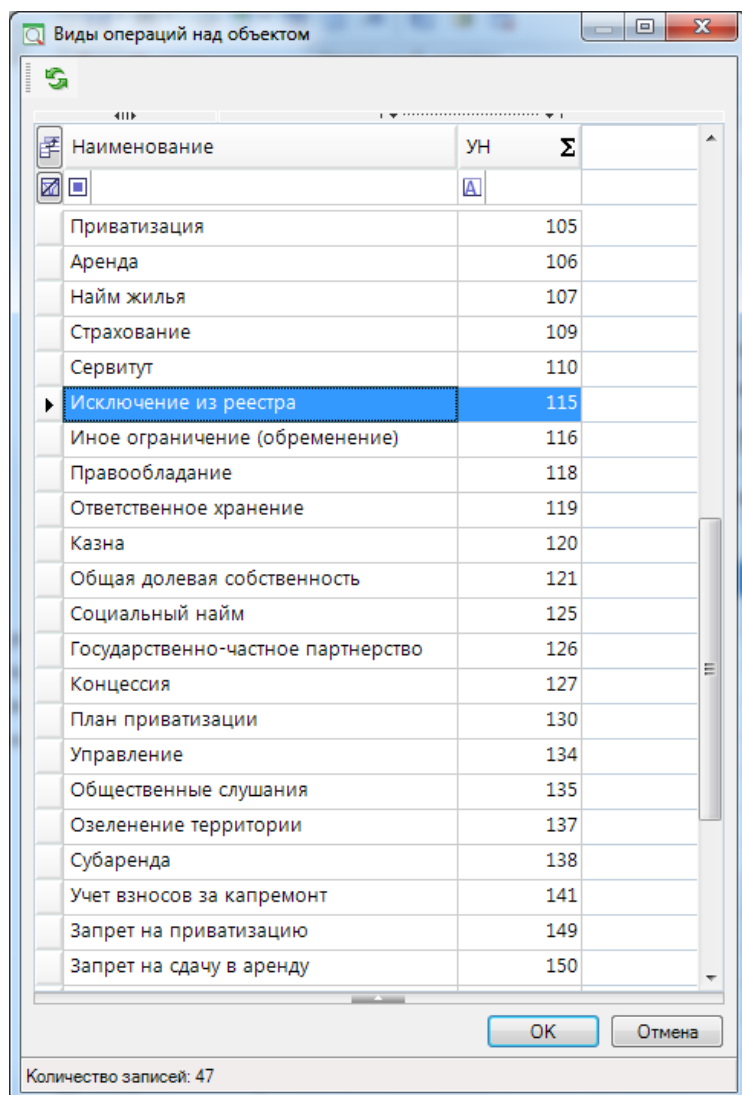 Виды операций над объектом
Наименование УН Σ
A
Приватизация 105
Аренда 106
Найм жилья 107
Страхование 109
Сервитут 110
Исключение из реестра 115
Иное ограничение (обременение) 116
Правообладание 118
Ответственное хранение 119
Казна 120
Общая долевая собственность 121
Социальный найм 125
Государственно-частное партнерство 126
Концессия 127
План приватизации 130
Управление 134
Общественные слушания 135
Озеленение территории 137
Субаренда 138
Учет взносов за капремонт 141
Запрет на приватизацию 149
Запрет на сдачу в аренду 150
OK Отмена
Количество записей: 47